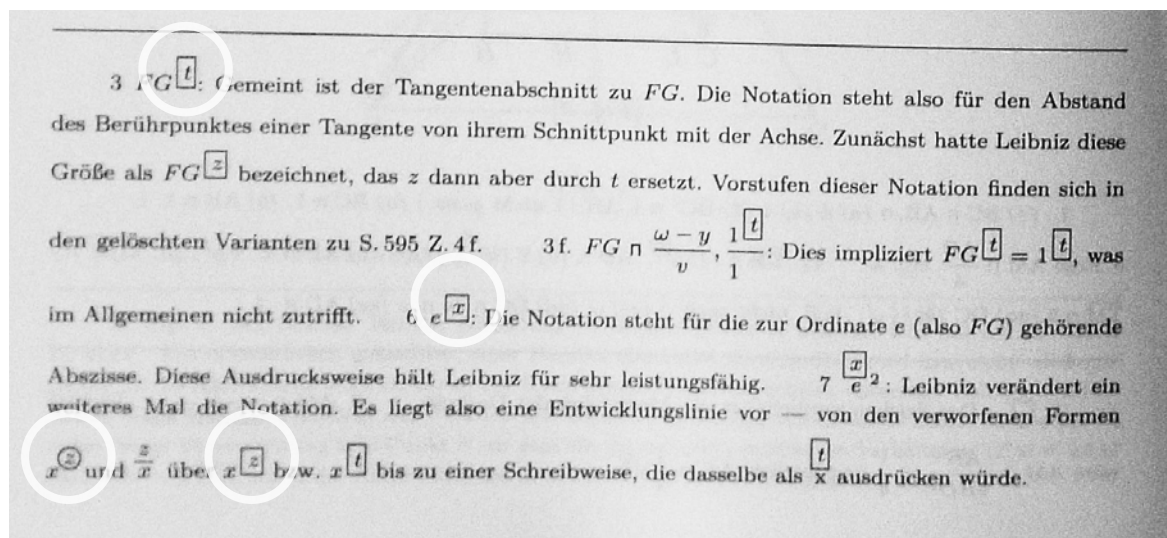 3 FG[t]: Gemeint ist der Tangentenabschnitt zu FG. Die Notation steht also für den Abstand
des Berührpunktes einer Tangente von ihrem Schnittpunkt mit der Achse. Zunächst hatte Leibniz diese
Größe als FG[z] bezeichnet, das z dann aber durch t ersetzt. Vorstufen dieser Notation finden sich in
den gelöschten Varianten zu S. 595 Z. 4 f. 3 f. FG ⊓ (ω − y)/v, 1[t]/1: Dies impliziert FG[t] = 1[t], was
im Allgemeinen nicht zutrifft. 6 e[x]: Die Notation steht für die zur Ordinate e (also FG) gehörende
Abszisse. Diese Ausdrucksweise hält Leibniz für sehr leistungsfähig. 7 [x]e 2: Leibniz verändert ein
weiteres Mal die Notation. Es liegt also eine Entwicklungslinie vor — von den verworfenen Formen
x ⓩ und z/x über x[z] bzw. x[t] bis zu einer Schreibweise, die dasselbe als [t]x ausdrücken würde.